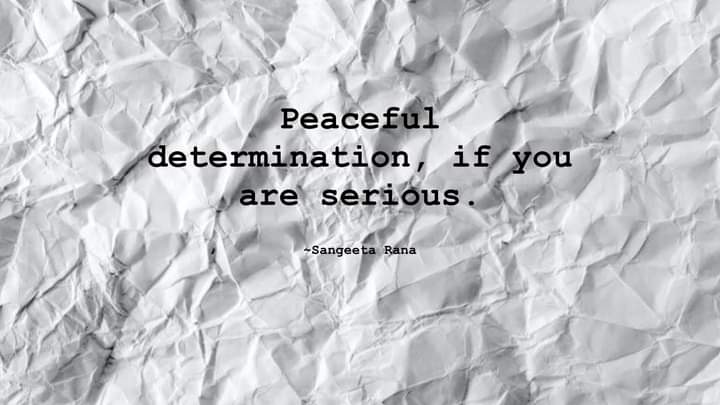 Peaceful
determination, if you
are serious.
~Sangeeta Rana